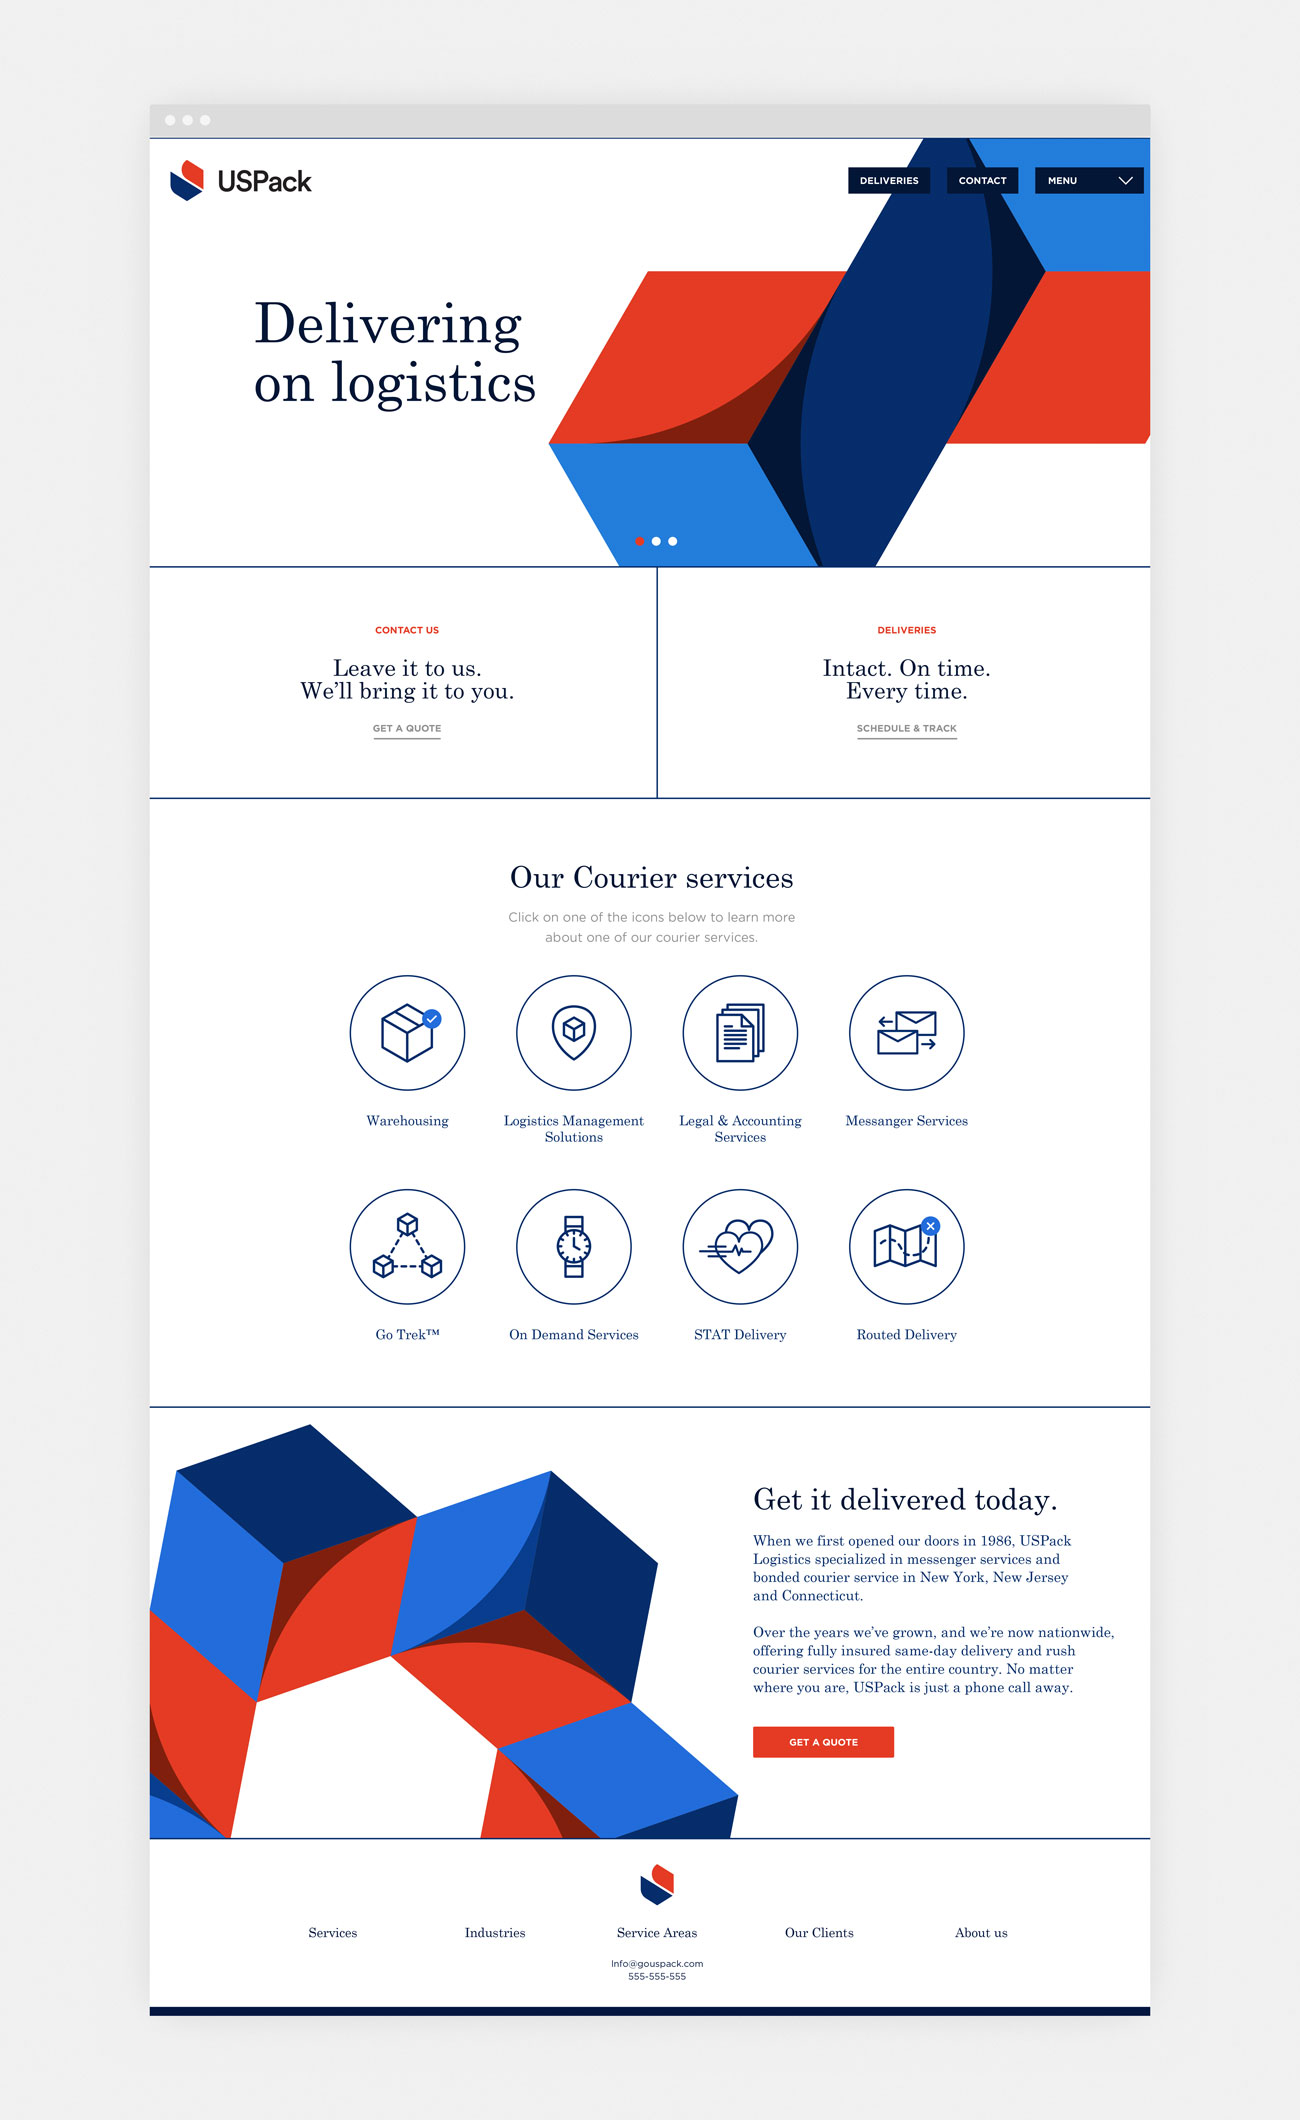 USPack
DELIVERIES
CONTACT
MENU
Delivering
on logistics
CONTACT US
Leave it to us.
We’ll bring it to you.
GET A QUOTE
DELIVERIES
Intact. On time.
Every time.
SCHEDULE & TRACK
Our Courier services
Click on one of the icons below to learn more
about one of our courier services.
Warehousing
Logistics Management
Solutions
Legal & Accounting
Services
Messanger Services
Go Trek™
On Demand Services
STAT Delivery
Routed Delivery
Get it delivered today.
When we first opened our doors in 1986, USPack
Logistics specialized in messenger services and
bonded courier service in New York, New Jersey
and Connecticut.
Over the years we’ve grown, and we’re now nationwide,
offering fully insured same-day delivery and rush
courier services for the entire country. No matter
where you are, USPack is just a phone call away.
GET A QUOTE
Services
Industries
Service Areas
Our Clients
About us
Info@gouspack.com
555-555-555